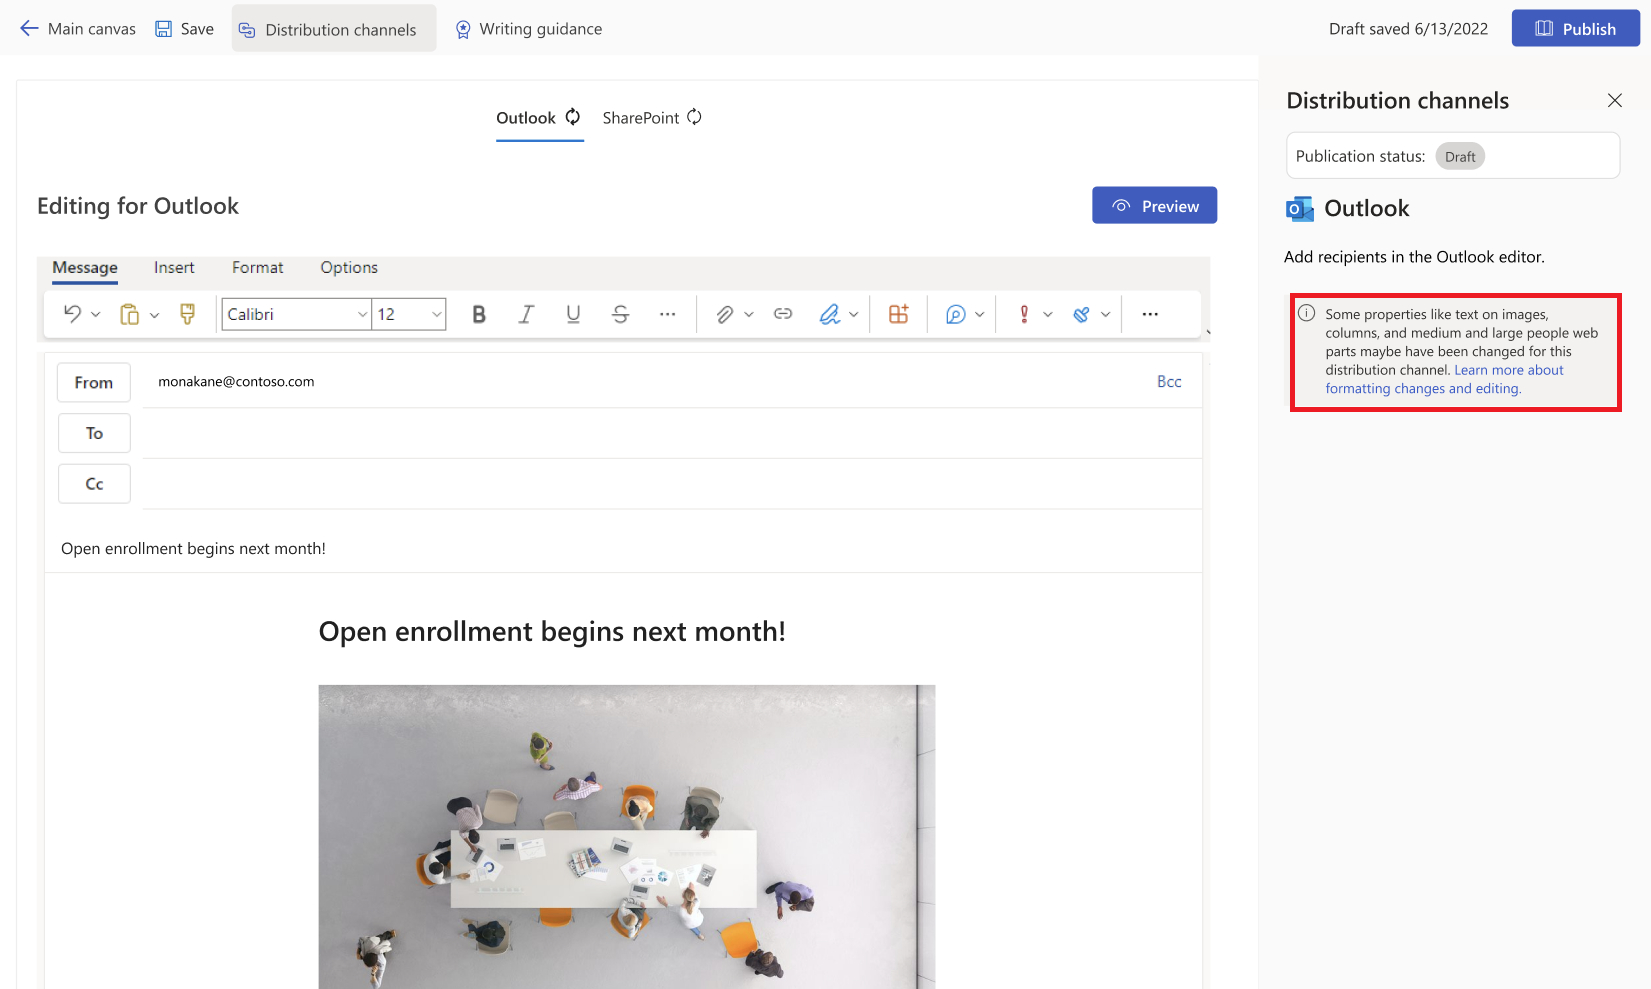 Main canvas Save Distribution channels Writing guidance Draft saved 6/13/2022 Publish
Outlook SharePoint
Editing for Outlook Preview
Message Insert Format Options
Calibri 12 B I U S
From monakane@contoso.com Bcc
To
Cc
Open enrollment begins next month!
Open enrollment begins next month!
Distribution channels
Publication status: Draft
Outlook
Add recipients in the Outlook editor.
Some properties like text on images,
columns, and medium and large people web
parts maybe have been changed for this
distribution channel. Learn more about
formatting changes and editing.